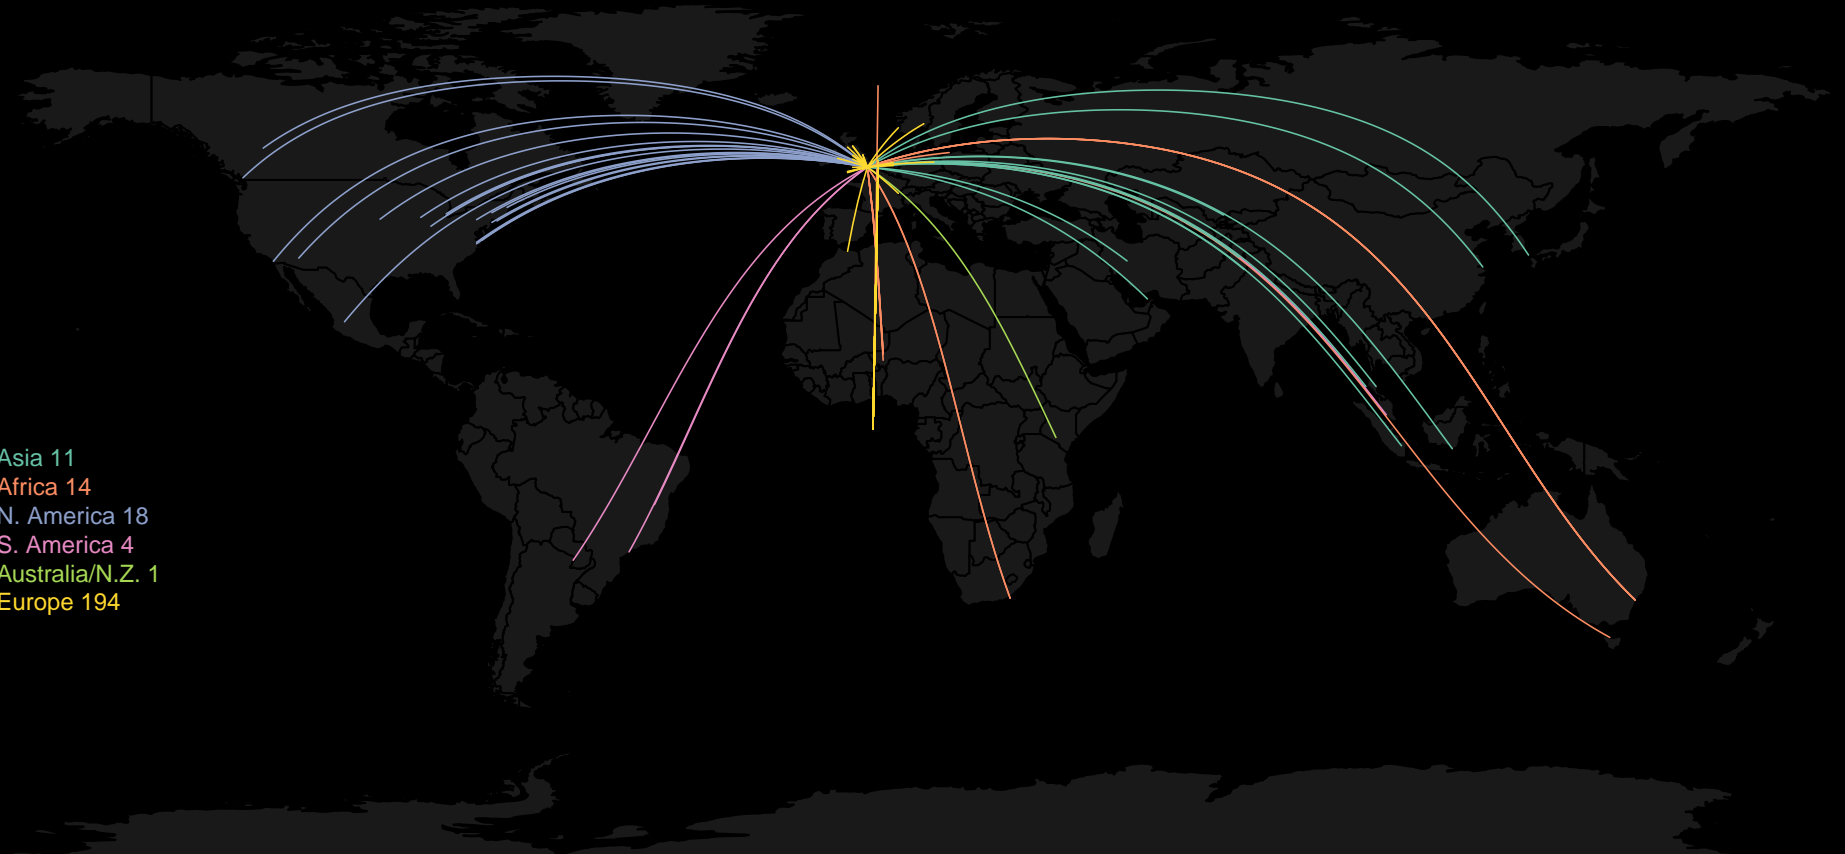 Asia 11
Africa 14
N. America 18
S. America 4
Australia/N.Z. 1
Europe 194